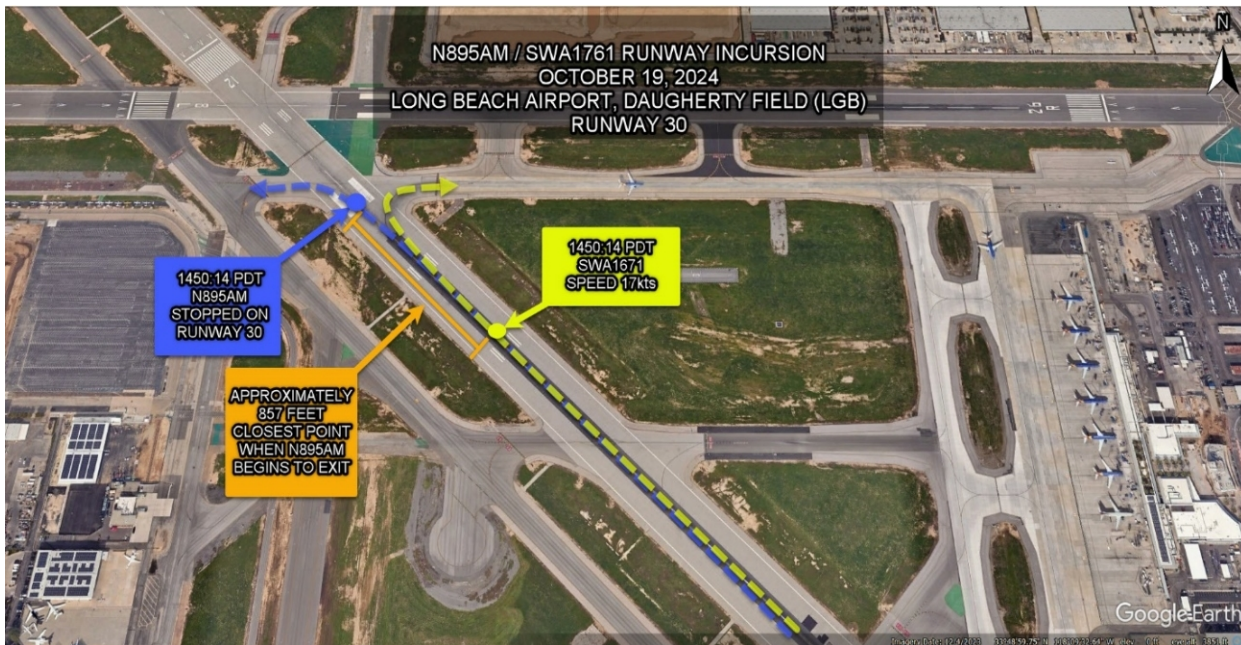 N
N895AM / SWA1761 RUNWAY INCURSION
OCTOBER 19, 2024
LONG BEACH AIRPORT, DAUGHERTY FIELD (LGB)
RUNWAY 30
26
R
1450:14 PDT
SWA1671
SPEED 17kts
1450:14 PDT
N895AM
STOPPED ON
RUNWAY 30
APPROXIMATELY
857 FEET
CLOSEST POINT
WHEN N895AM
BEGINS TO EXIT
Google Earth